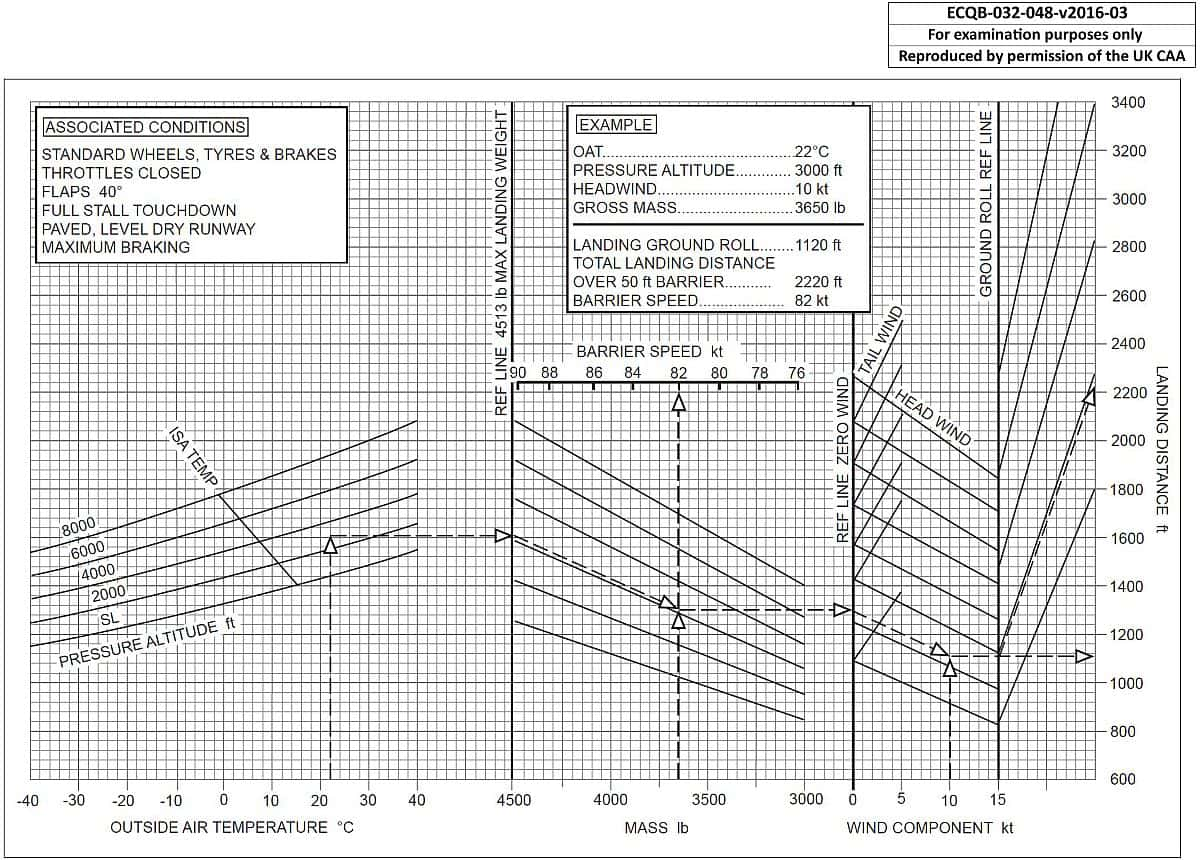 ECQB-032-048-v2016-03
For examination purposes only
Reproduced by permission of the UK CAA
ASSOCIATED CONDITIONS
STANDARD WHEELS, TYRES & BRAKES
THROTTLES CLOSED
FLAPS 40°
FULL STALL TOUCHDOWN
PAVED, LEVEL DRY RUNWAY
MAXIMUM BRAKING
REF LINE 4513 lb MAX LANDING WEIGHT
EXAMPLE
OAT..................................22°C
PRESSURE ALTITUDE............ 3000 ft
HEADWIND.........................10 kt
GROSS MASS.................... 3650 lb
LANDING GROUND ROLL.......1120 ft
TOTAL LANDING DISTANCE
OVER 50 ft BARRIER........... 2220 ft
BARRIER SPEED................. 82 kt
BARRIER SPEED kt
90 88 86 84 82 80 78 76
REF LINE ZERO WIND
TAIL WIND
HEAD WIND
GROUND ROLL REF LINE
3400
3200
3000
2800
2600
2400
2200
2000
1800
1600
1400
1200
1000
800
600
LANDING DISTANCE ft
ISA TEMP
8000
6000
4000
2000
SL
PRESSURE ALTITUDE ft
-40 -30 -20 -10 0 10 20 30 40
4500 4000 3500 3000
0 5 10 15
OUTSIDE AIR TEMPERATURE °C
MASS lb
WIND COMPONENT kt